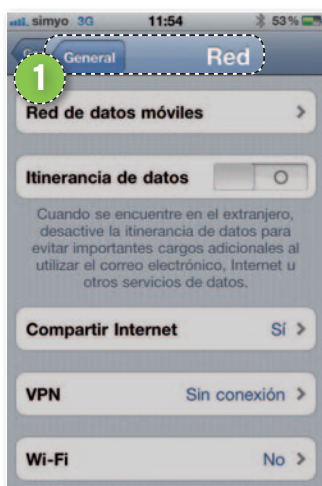 simyo 3G 11:54 53%
General Red
1
Red de datos móviles
Itinerancia de datos
Cuando se encuentre en el extranjero,
desactive la itinerancia de datos para
evitar importantes cargos adicionales al
utilizar el correo electrónico, Internet u
otros servicios de datos.
Compartir Internet Sí
VPN Sin conexión
Wi-Fi No